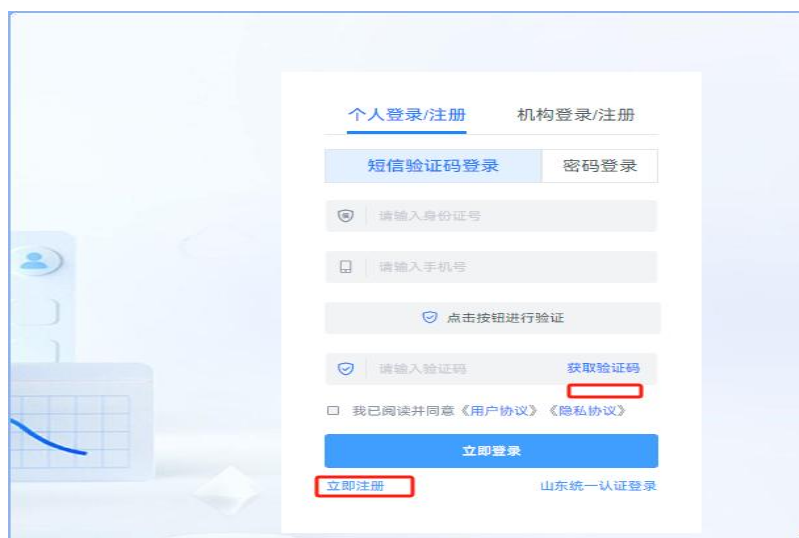 个人登录/注册 机构登录/注册
短信验证码登录 密码登录
请输入身份证号
请输入手机号
点击按钮进行验证
请输入验证码 获取验证码
我已阅读并同意《用户协议》《隐私协议》
立即登录
立即注册 山东统一认证登录